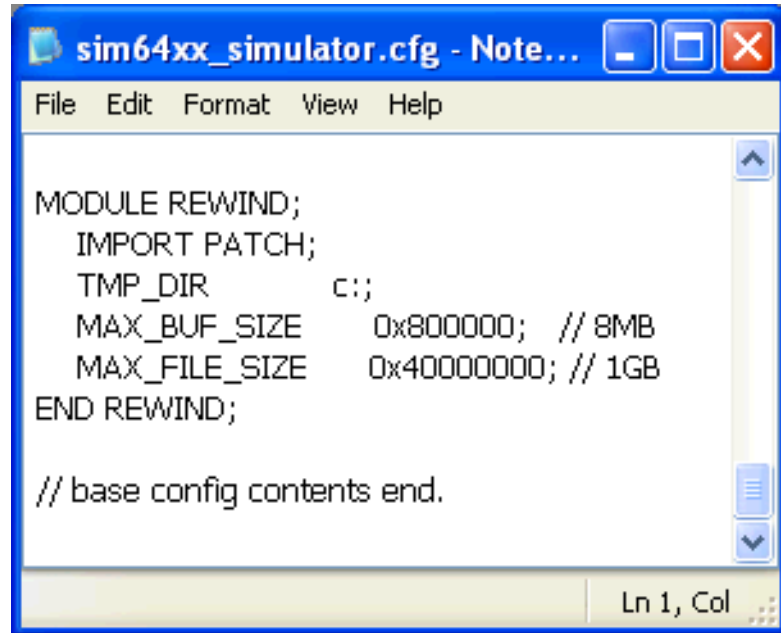 sim64xx_simulator.cfg - Note...
File Edit Format View Help
MODULE REWIND;
IMPORT PATCH;
TMP_DIR c:;
MAX_BUF_SIZE 0x800000; // 8MB
MAX_FILE_SIZE 0x40000000; // 1GB
END REWIND;
// base config contents end.
Ln 1, Col